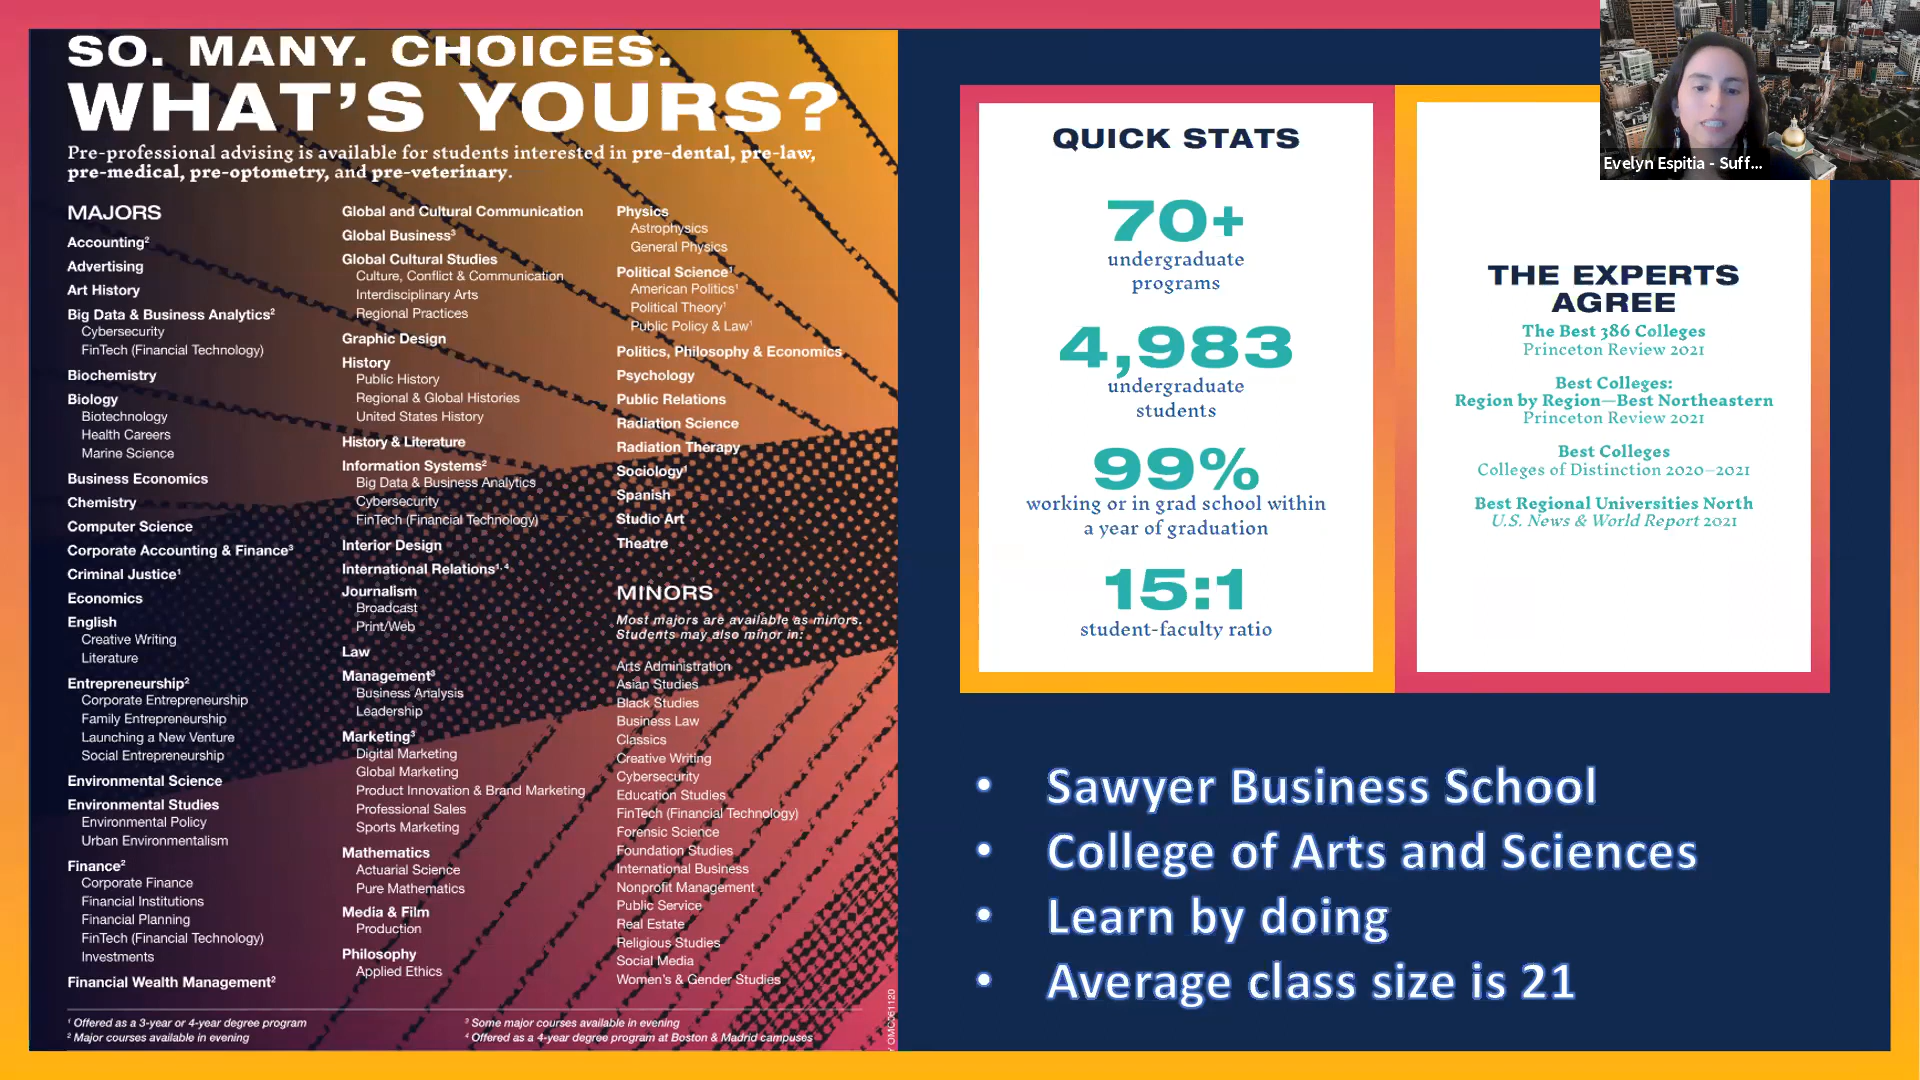 SO. MANY. CHOICES.
WHAT'S YOURS?
Pre-professional advising is available for students interested in pre-dental, pre-law,
pre-medical, pre-optometry, and pre-veterinary.
MAJORS
Accounting²
Advertising
Art History
Big Data & Business Analytics²
Cybersecurity
FinTech (Financial Technology)
Biochemistry
Biology
Biotechnology
Health Careers
Marine Science
Business Economics
Chemistry
Computer Science
Corporate Accounting & Finance³
Criminal Justice¹
Economics
English
Creative Writing
Literature
Entrepreneurship²
Corporate Entrepreneurship
Family Entrepreneurship
Launching a New Venture
Social Entrepreneurship
Environmental Science
Environmental Studies
Environmental Policy
Urban Environmentalism
Finance²
Corporate Finance
Financial Institutions
Financial Planning
FinTech (Financial Technology)
Investments
Financial Wealth Management²
Global and Cultural Communication
Global Business³
Global Cultural Studies
Culture, Conflict & Communication
Interdisciplinary Arts
Regional Practices
Graphic Design
History
Public History
Regional & Global Histories
United States History
History & Literature
Information Systems²
Big Data & Business Analytics
Cybersecurity
FinTech (Financial Technology)
Interior Design
International Relations¹·⁴
Journalism
Broadcast
Print/Web
Law
Management³
Business Analysis
Leadership
Marketing³
Digital Marketing
Global Marketing
Product Innovation & Brand Marketing
Professional Sales
Sports Marketing
Mathematics
Actuarial Science
Pure Mathematics
Media & Film
Production
Philosophy
Applied Ethics
Physics
Astrophysics
General Physics
Political Science¹
American Politics¹
Political Theory¹
Public Policy & Law¹
Politics, Philosophy & Economics
Psychology
Public Relations
Radiation Science
Radiation Therapy
Sociology¹
Spanish
Studio Art
Theatre
MINORS
Most majors are available as minors.
Students may also minor in:
Arts Administration
Asian Studies
Black Studies
Business Law
Classics
Creative Writing
Cybersecurity
Education Studies
FinTech (Financial Technology)
Forensic Science
Foundation Studies
International Business
Nonprofit Management
Public Service
Real Estate
Religious Studies
Social Media
Women's & Gender Studies
¹ Offered as a 3-year or 4-year degree program
² Major courses available in evening
³ Some major courses available in evening
⁴ Offered as a 4-year degree program at Boston & Madrid campuses
OMC061120
QUICK STATS
70+
undergraduate
programs
4,983
undergraduate
students
99%
working or in grad school within
a year of graduation
15:1
student-faculty ratio
THE EXPERTS
AGREE
The Best 386 Colleges
Princeton Review 2021
Best Colleges:
Region by Region—Best Northeastern
Princeton Review 2021
Best Colleges
Colleges of Distinction 2020–2021
Best Regional Universities North
U.S. News & World Report 2021
Evelyn Espitia - Suff...
• Sawyer Business School
• College of Arts and Sciences
• Learn by doing
• Average class size is 21